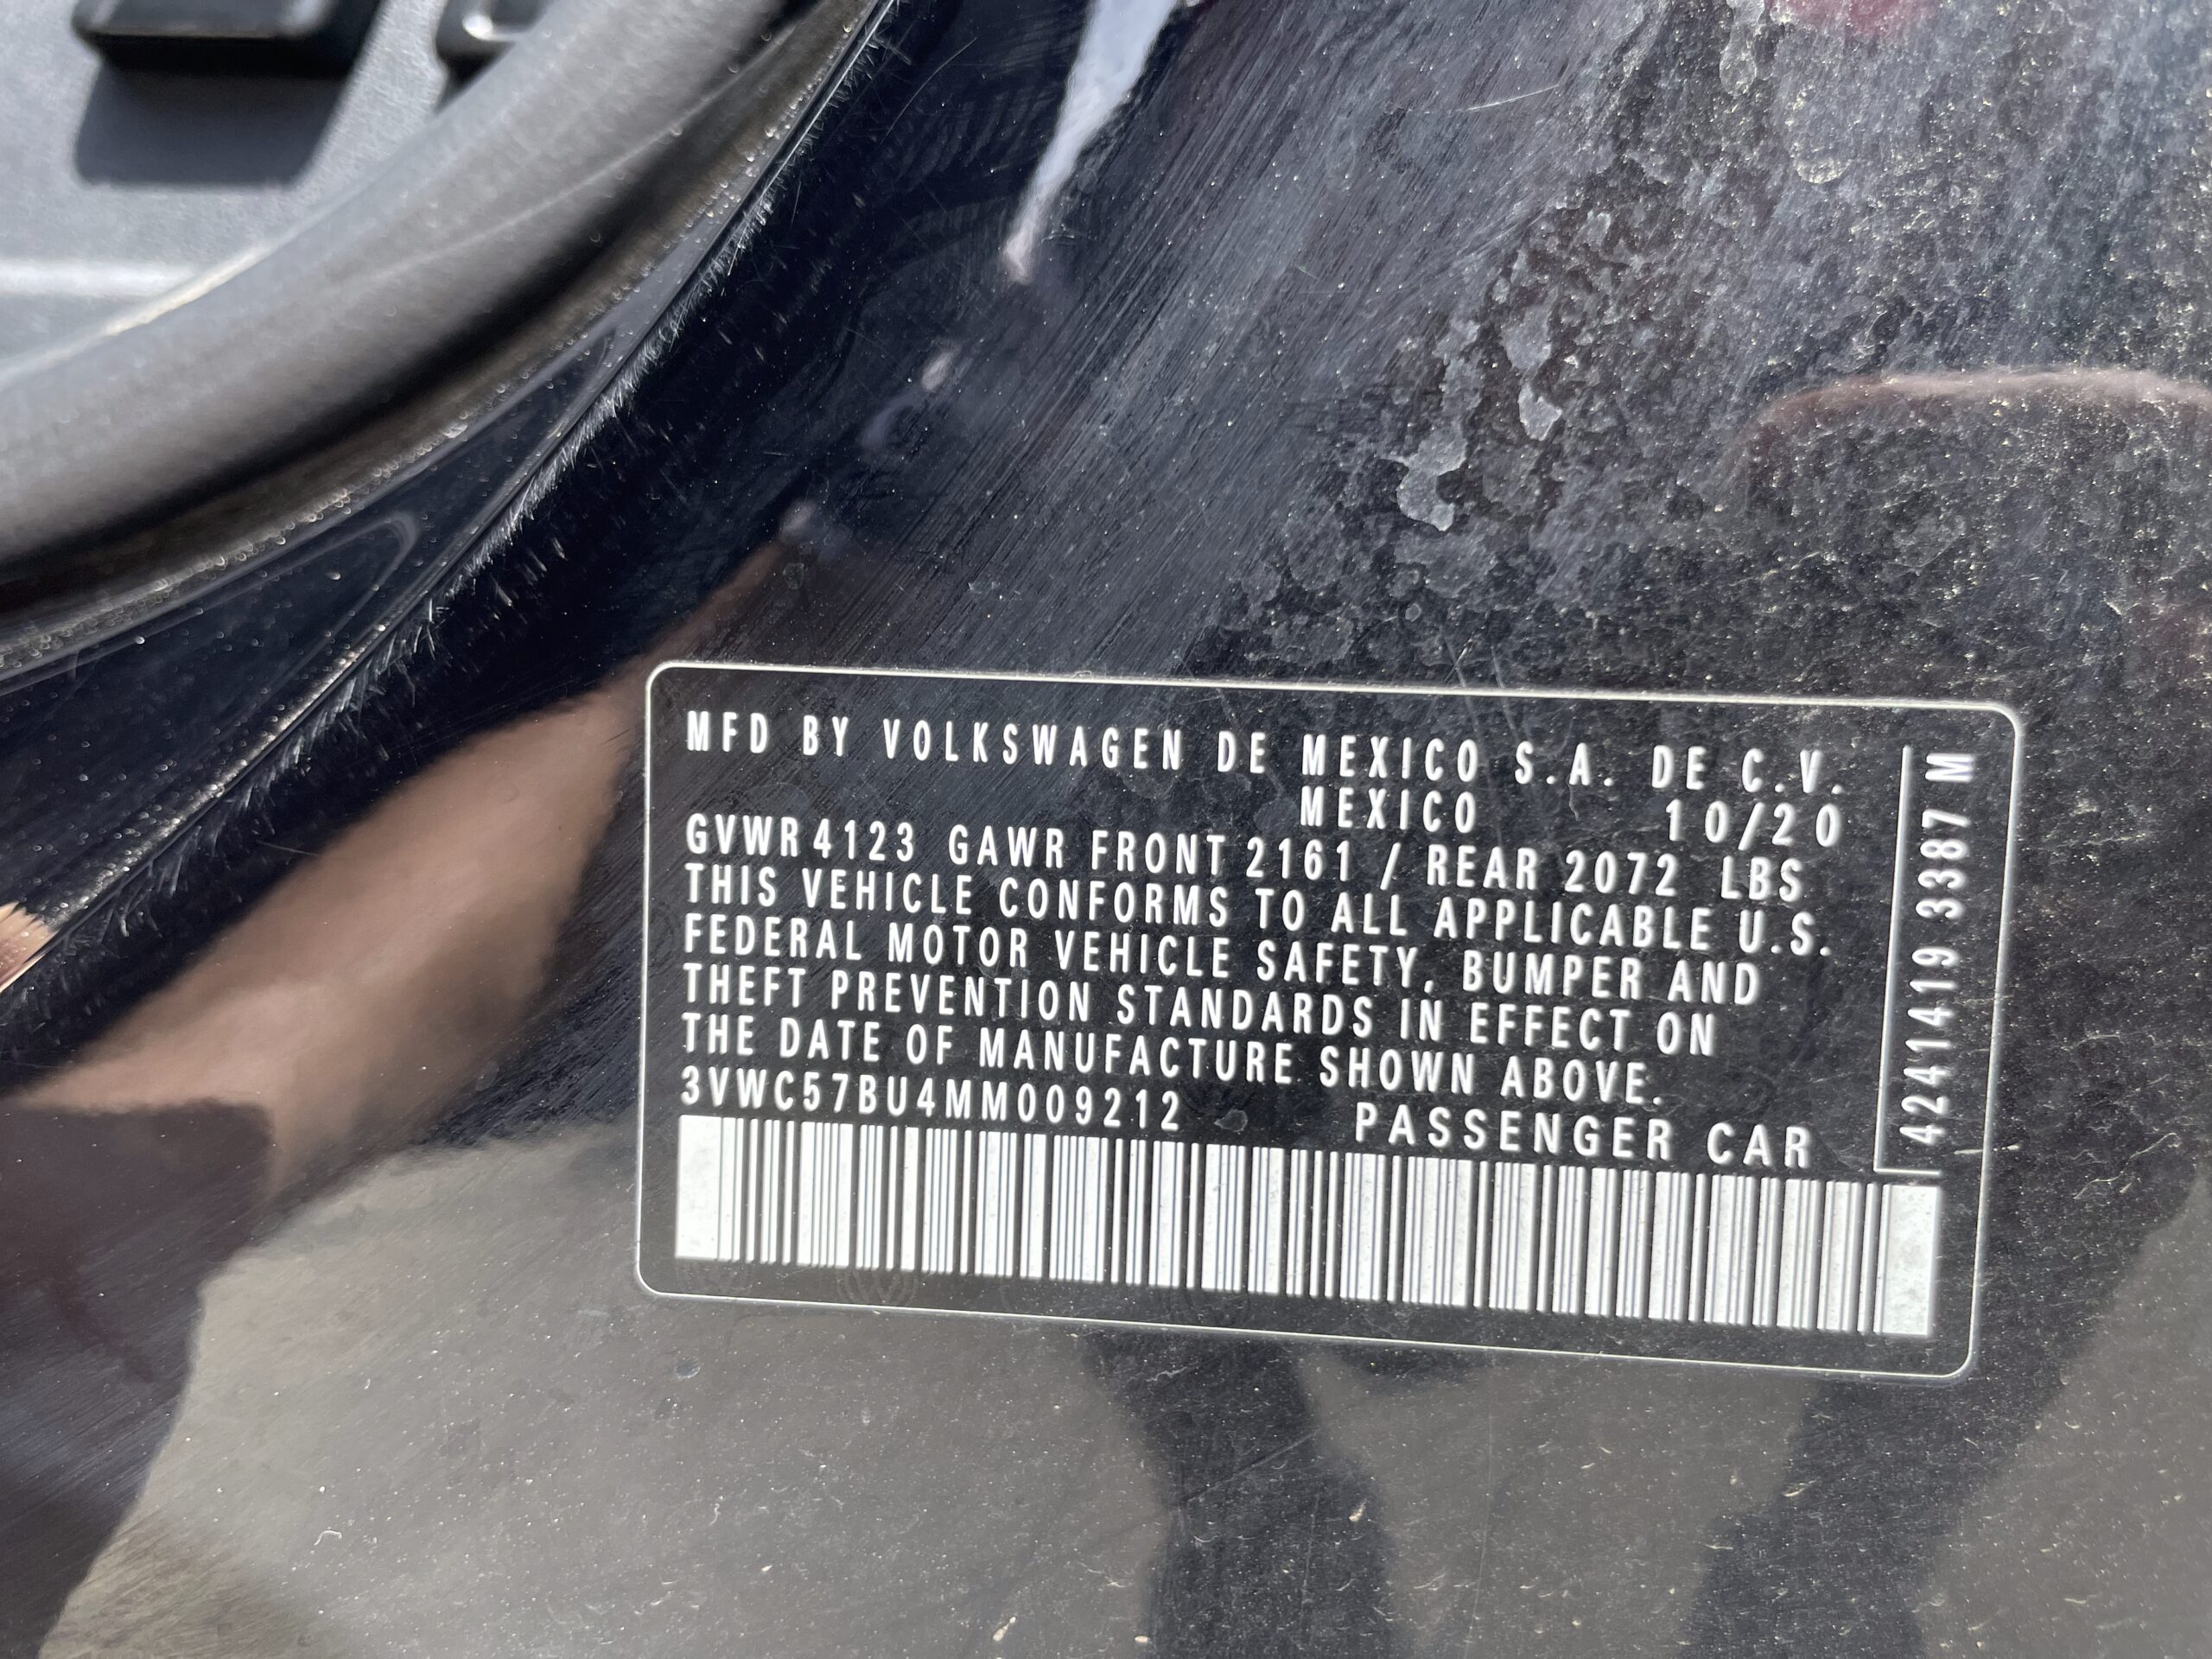 MFD BY VOLKSWAGEN DE MEXICO S.A. DE C.V.
MEXICO 10/20
GVWR 4123 GAWR FRONT 2161 / REAR 2072 LBS
THIS VEHICLE CONFORMS TO ALL APPLICABLE U.S.
FEDERAL MOTOR VEHICLE SAFETY, BUMPER AND
THEFT PREVENTION STANDARDS IN EFFECT ON
THE DATE OF MANUFACTURE SHOWN ABOVE.
3VWC57BU4MM009212 PASSENGER CAR
4241419 3387 M